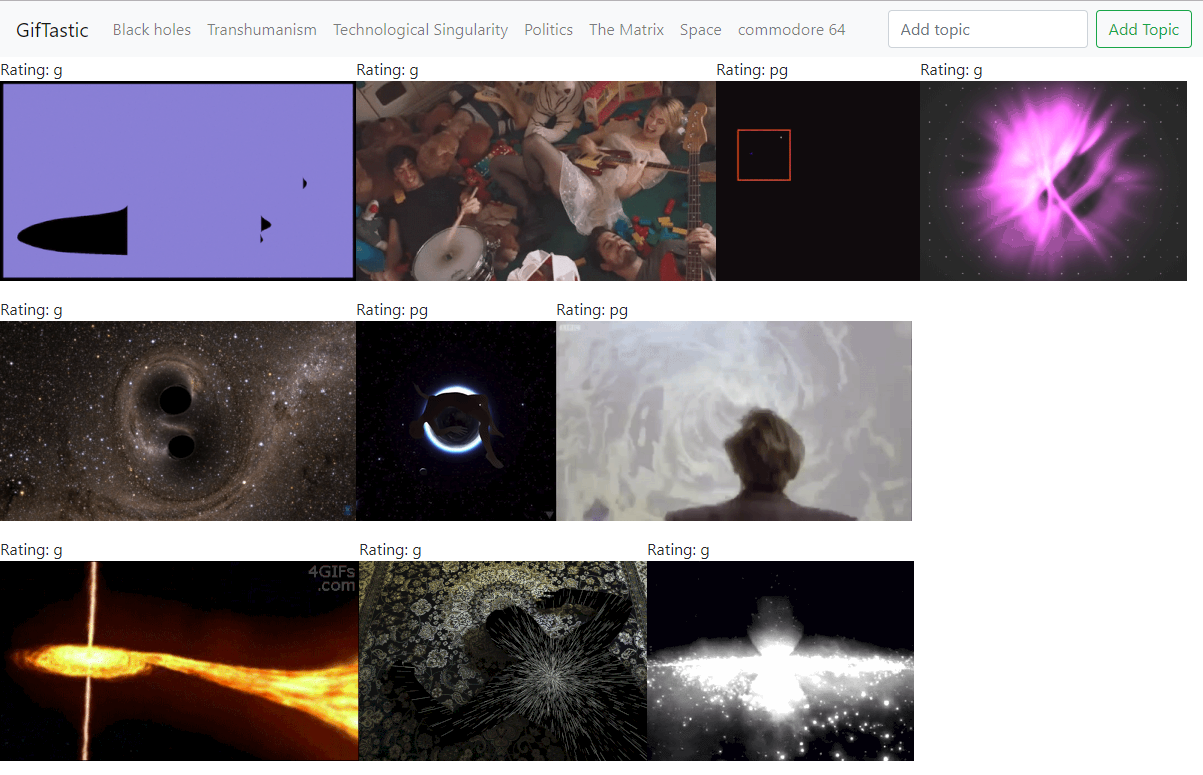 GifTastic Black holes Transhumanism Technological Singularity Politics The Matrix Space commodore 64 Add topic Add Topic
Rating: g Rating: g Rating: pg Rating: g
Rating: g Rating: pg Rating: pg
4GIFs
Rating: g Rating: g Rating: g
4GIFs
.com